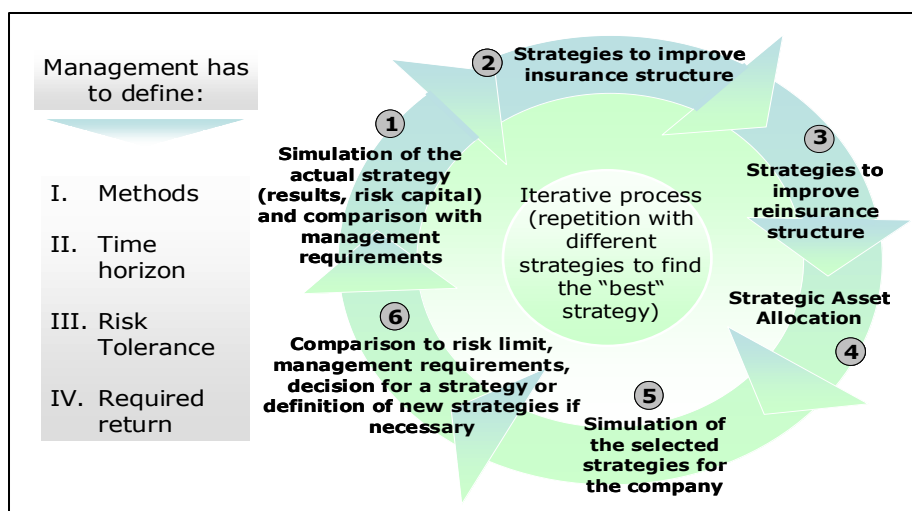 Management has
to define:
I. Methods
II. Time
horizon
III. Risk
Tolerance
IV. Required
return
1
Simulation of the
actual strategy
(results, risk capital)
and comparison with
management
requirements
2
Strategies to improve
insurance structure
3
Strategies to
improve
reinsurance
structure
Strategic Asset
Allocation
4
5
Simulation of
the selected
strategies for
the company
6
Comparison to risk limit,
management requirements,
decision for a strategy or
definition of new strategies if
necessary
Iterative process
(repetition with
different
strategies to find
the “best“
strategy)